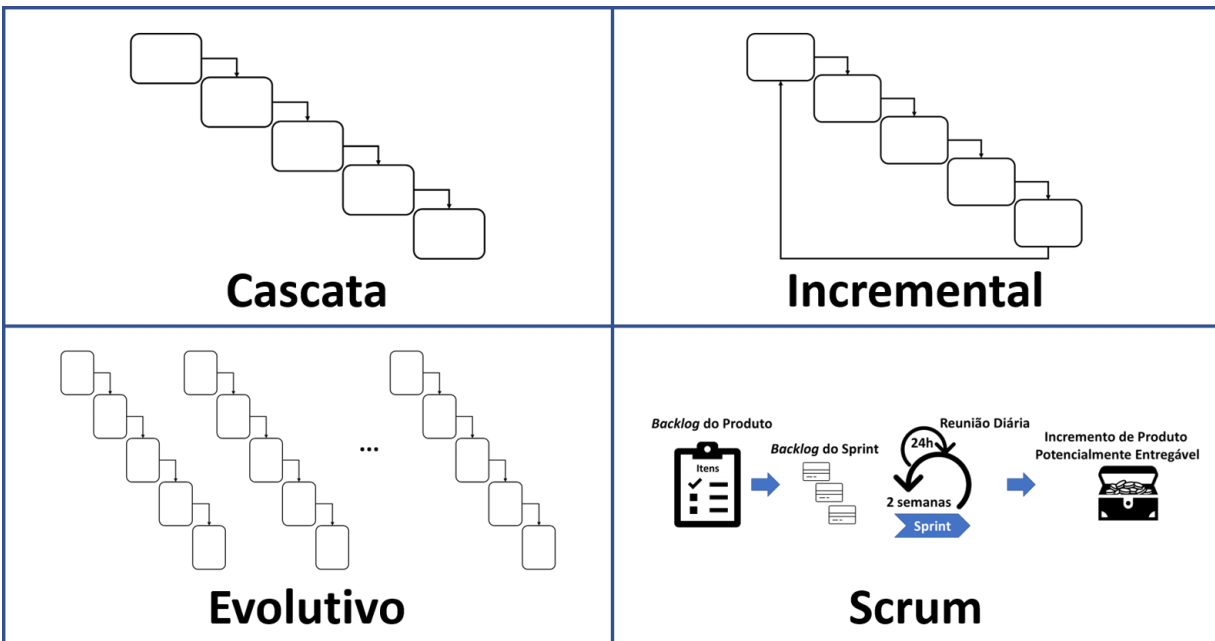 Cascata
Incremental
Evolutivo
...
Backlog do Produto
Itens
Backlog do Sprint
Reunião Diária
24h
2 semanas
Sprint
Incremento de Produto
Potencialmente Entregável
Scrum